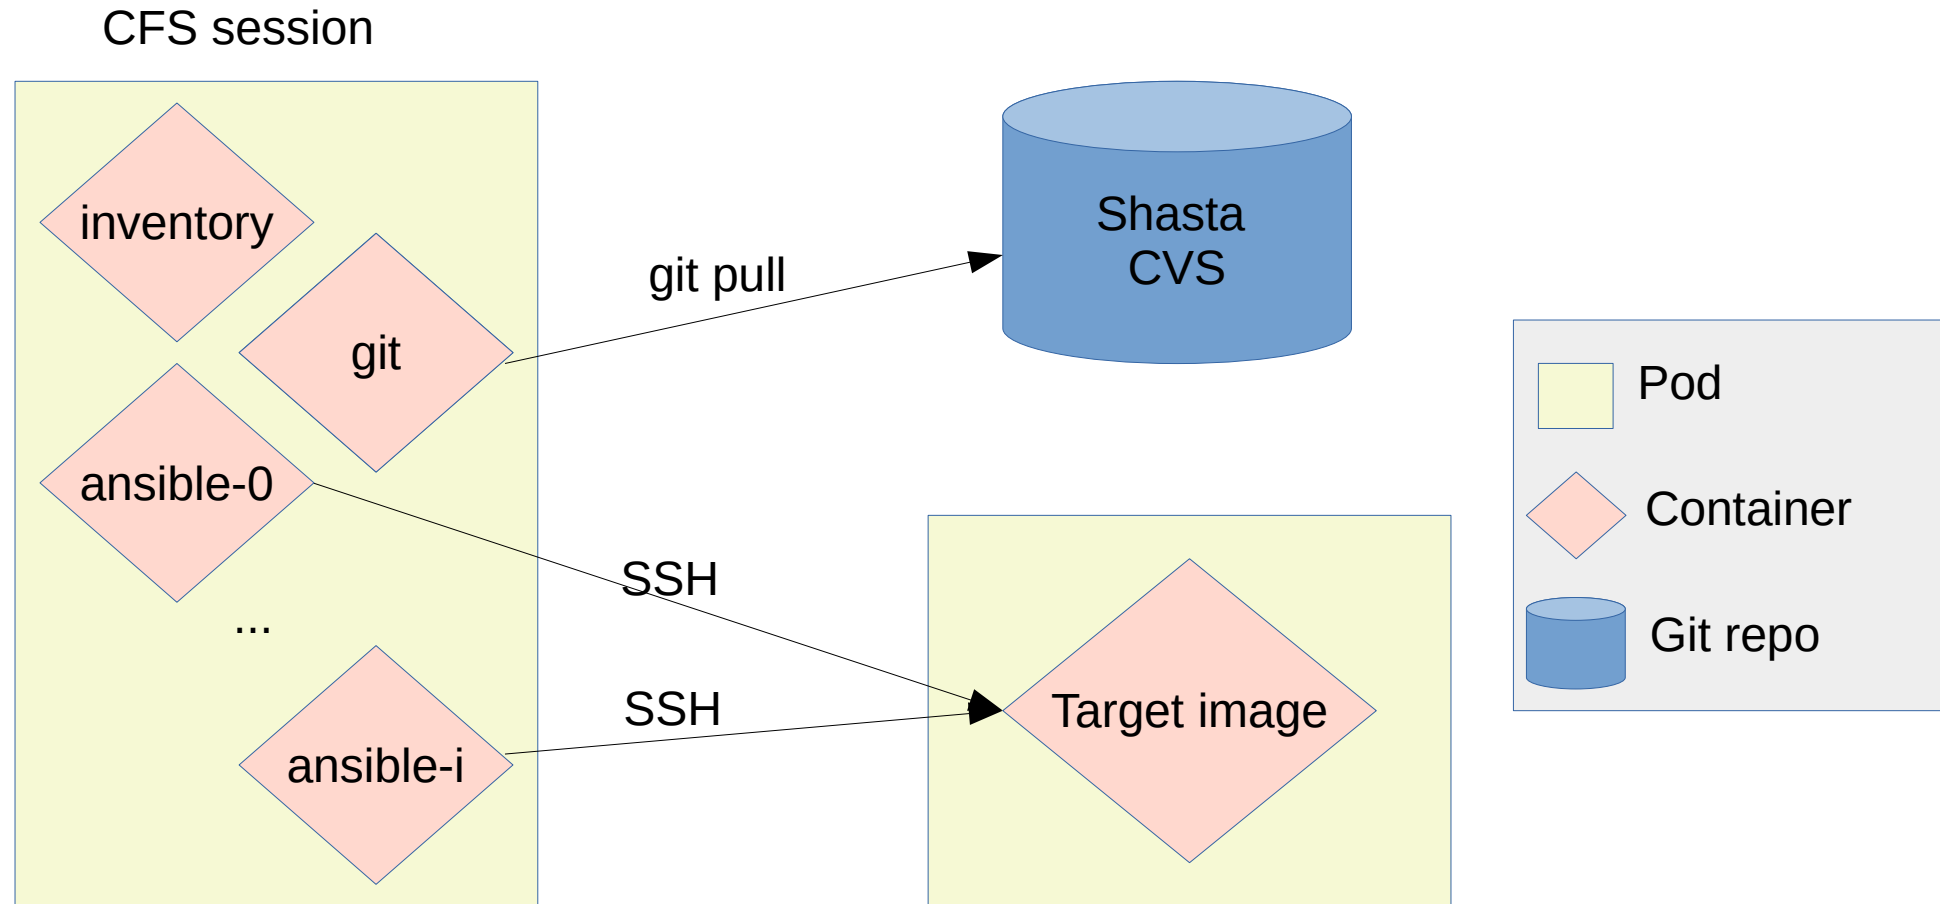 CFS session
inventory
git
ansible-0
...
ansible-i
git pull
SSH
SSH
Shasta
CVS
Target image
Pod
Container
Git repo